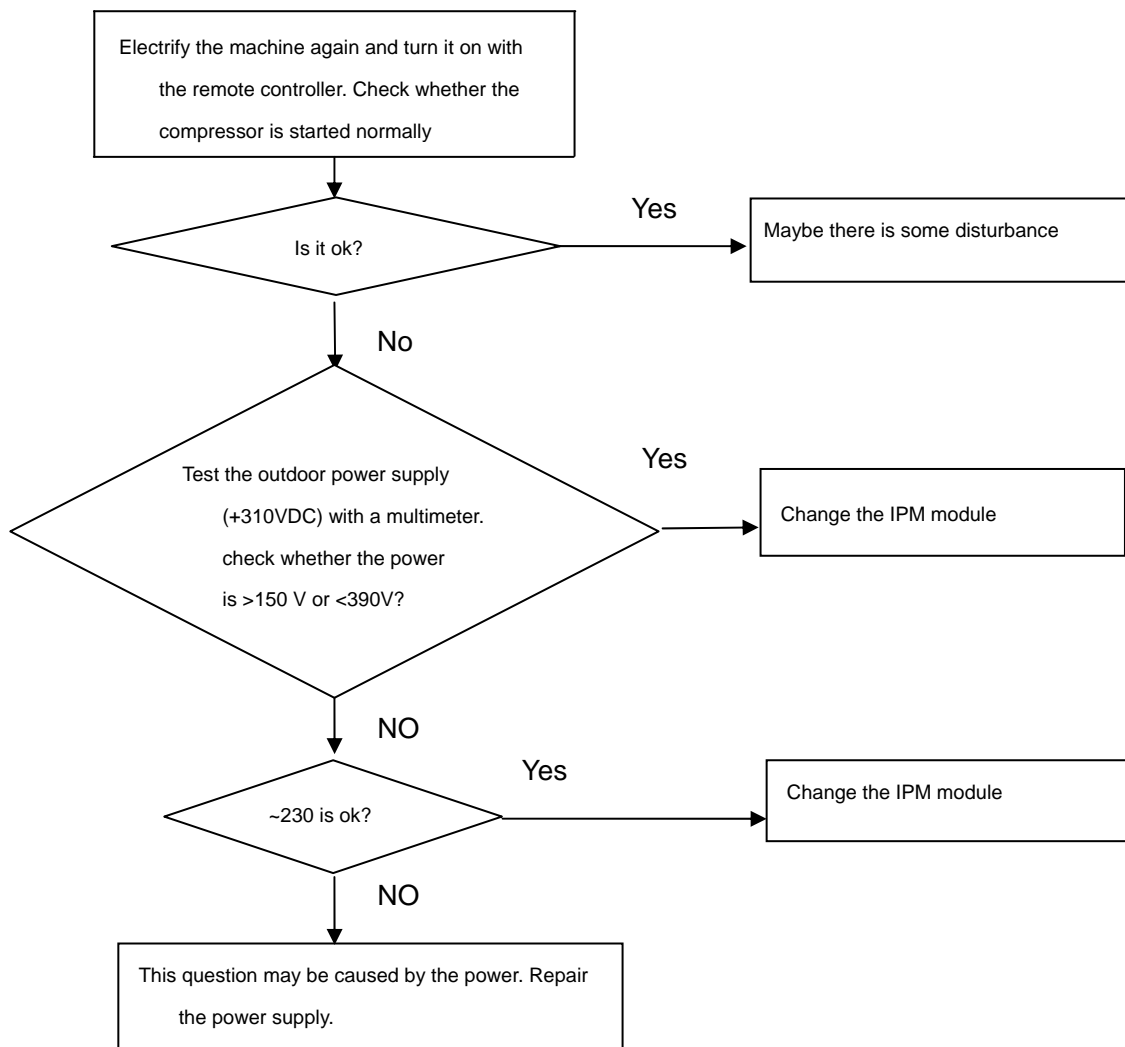 Electrify the machine again and turn it on with
the remote controller. Check whether the
compressor is started normally
Is it ok?
Yes
Maybe there is some disturbance
No
Test the outdoor power supply
(+310VDC) with a multimeter.
check whether the power
is >150 V or <390V?
Yes
Change the IPM module
NO
~230 is ok?
Yes
Change the IPM module
NO
This question may be caused by the power. Repair
the power supply.